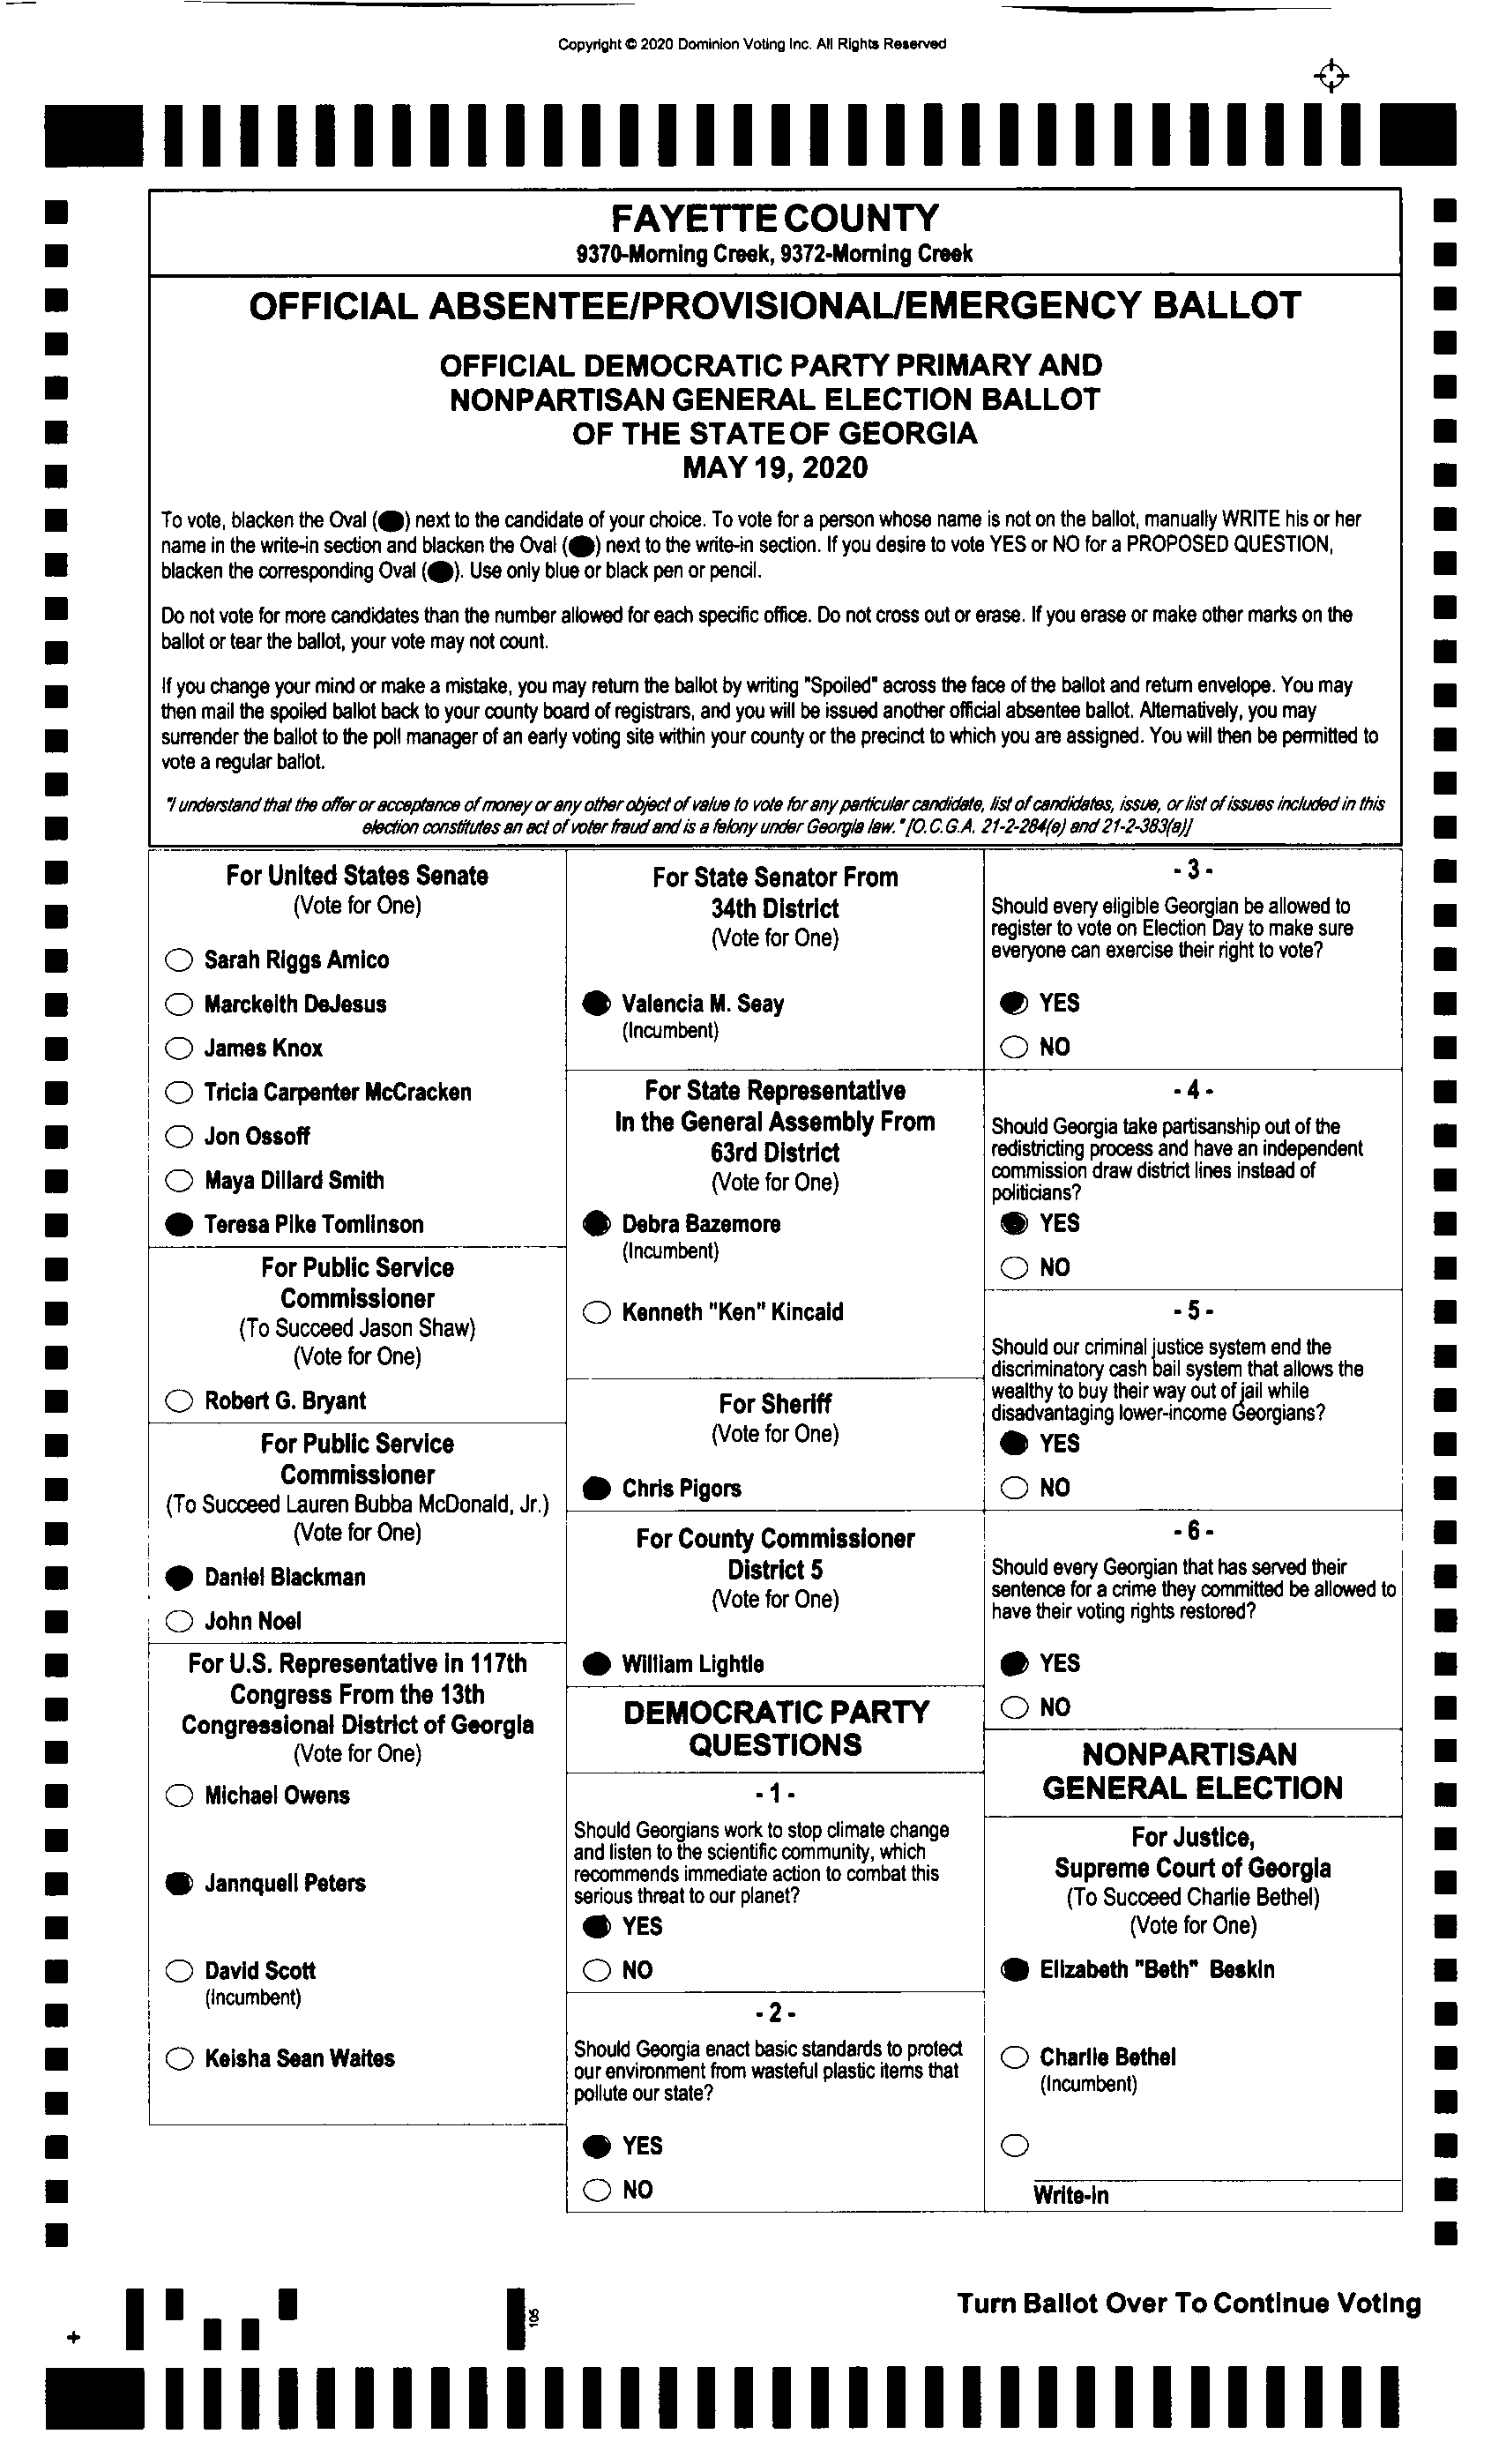 Copyright © 2020 Dominion Voting Inc. All Rights Reserved
FAYETTE COUNTY
9370-Morning Creek, 9372-Morning Creek
OFFICIAL ABSENTEE/PROVISIONAL/EMERGENCY BALLOT
OFFICIAL DEMOCRATIC PARTY PRIMARY AND
NONPARTISAN GENERAL ELECTION BALLOT
OF THE STATE OF GEORGIA
MAY 19, 2020
To vote, blacken the Oval (●) next to the candidate of your choice. To vote for a person whose name is not on the ballot, manually WRITE his or her
name in the write-in section and blacken the Oval (●) next to the write-in section. If you desire to vote YES or NO for a PROPOSED QUESTION,
blacken the corresponding Oval (●). Use only blue or black pen or pencil.
Do not vote for more candidates than the number allowed for each specific office. Do not cross out or erase. If you erase or make other marks on the
ballot or tear the ballot, your vote may not count.
If you change your mind or make a mistake, you may return the ballot by writing "Spoiled" across the face of the ballot and return envelope. You may
then mail the spoiled ballot back to your county board of registrars, and you will be issued another official absentee ballot. Alternatively, you may
surrender the ballot to the poll manager of an early voting site within your county or the precinct to which you are assigned. You will then be permitted to
vote a regular ballot.
"I understand that the offer or acceptance of money or any other object of value to vote for any particular candidate, list of candidates, issue, or list of issues included in this
election constitutes an act of voter fraud and is a felony under Georgia law." [O.C.G.A. 21-2-284(e) and 21-2-383(a)]
For United States Senate
(Vote for One)
Sarah Riggs Amico
Marckeith DeJesus
James Knox
Tricia Carpenter McCracken
Jon Ossoff
Maya Dillard Smith
Teresa Pike Tomlinson
For Public Service
Commissioner
(To Succeed Jason Shaw)
(Vote for One)
Robert G. Bryant
For Public Service
Commissioner
(To Succeed Lauren Bubba McDonald, Jr.)
(Vote for One)
Daniel Blackman
John Noel
For U.S. Representative in 117th
Congress From the 13th
Congressional District of Georgia
(Vote for One)
Michael Owens
Jannquell Peters
David Scott
(Incumbent)
Keisha Sean Waites
For State Senator From
34th District
(Vote for One)
Valencia M. Seay
(Incumbent)
For State Representative
In the General Assembly From
63rd District
(Vote for One)
Debra Bazemore
(Incumbent)
Kenneth "Ken" Kincaid
For Sheriff
(Vote for One)
Chris Pigors
For County Commissioner
District 5
(Vote for One)
William Lightle
DEMOCRATIC PARTY
QUESTIONS
- 1 -
Should Georgians work to stop climate change
and listen to the scientific community, which
recommends immediate action to combat this
serious threat to our planet?
YES
NO
- 2 -
Should Georgia enact basic standards to protect
our environment from wasteful plastic items that
pollute our state?
YES
NO
- 3 -
Should every eligible Georgian be allowed to
register to vote on Election Day to make sure
everyone can exercise their right to vote?
YES
NO
- 4 -
Should Georgia take partisanship out of the
redistricting process and have an independent
commission draw district lines instead of
politicians?
YES
NO
- 5 -
Should our criminal justice system end the
discriminatory cash bail system that allows the
wealthy to buy their way out of jail while
disadvantaging lower-income Georgians?
YES
NO
- 6 -
Should every Georgian that has served their
sentence for a crime they committed be allowed to
have their voting rights restored?
YES
NO
NONPARTISAN
GENERAL ELECTION
For Justice,
Supreme Court of Georgia
(To Succeed Charlie Bethel)
(Vote for One)
Elizabeth "Beth" Beskin
Charlie Bethel
(Incumbent)
Write-in
Turn Ballot Over To Continue Voting
105